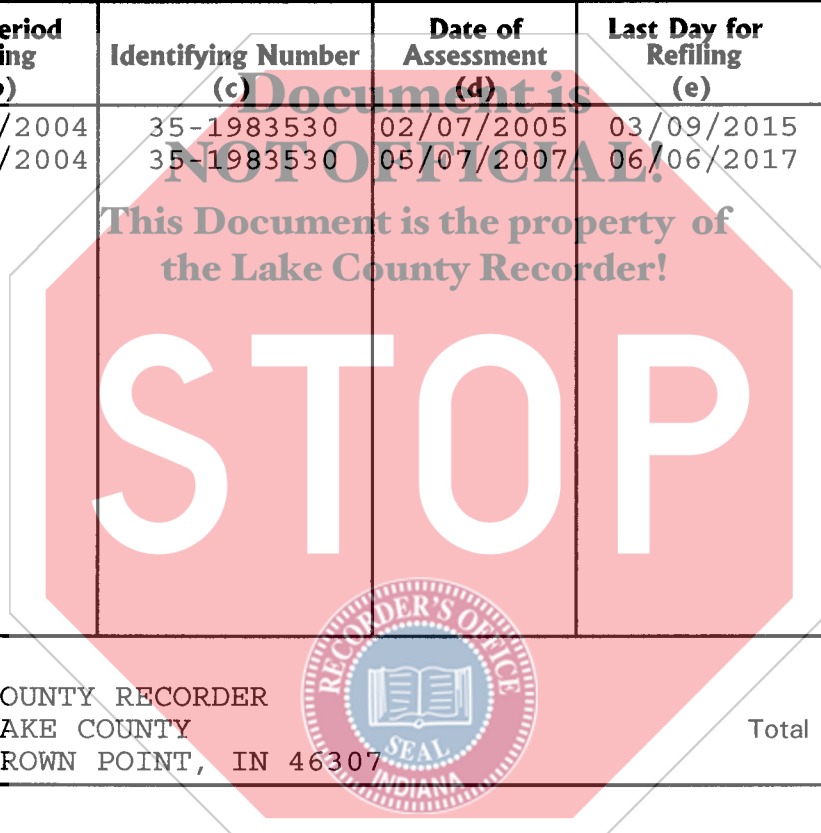 eriod
ing
)
Identifying Number
(c)
Date of
Assessment
(d)
Last Day for
Refiling
(e)
Document is
/2004 35-1983530 02/07/2005 03/09/2015
NOT OFFICIAL!
/2004 35-1983530 05/07/2007 06/06/2017
This Document is the property of
the Lake County Recorder!
STOP
RECORDER'S OFFICE
SEAL
INDIANA
OUNTY RECORDER
AKE COUNTY
ROWN POINT, IN 46307
Total